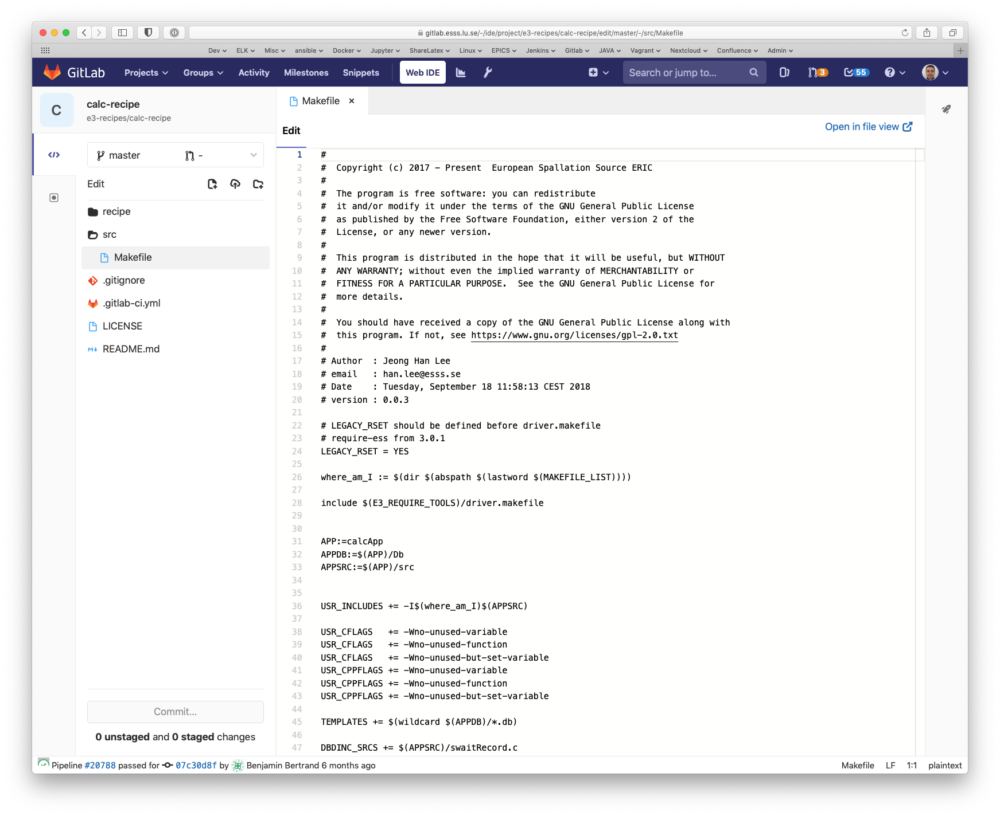 gitlab.esss.lu.se/-/ide/project/e3-recipes/calc-recipe/edit/master/-/src/Makefile
Dev ELK Misc ansible Docker Jupyter ShareLatex Linux EPICS Jenkins Gitlab JAVA Vagrant Nextcloud Confluence Admin
GitLab Projects Groups Activity Milestones Snippets Web IDE Search or jump to... 3 55
C
calc-recipe
e3-recipes/calc-recipe
master -
Edit
recipe
src
Makefile
.gitignore
.gitlab-ci.yml
LICENSE
README.md
Commit...
0 unstaged and 0 staged changes
Makefile
Edit
Open in file view
1 #
2 #  Copyright (c) 2017 - Present  European Spallation Source ERIC
3 #
4 #  The program is free software: you can redistribute
5 #  it and/or modify it under the terms of the GNU General Public License
6 #  as published by the Free Software Foundation, either version 2 of the
7 #  License, or any newer version.
8 #
9 #  This program is distributed in the hope that it will be useful, but WITHOUT
10 #  ANY WARRANTY; without even the implied warranty of MERCHANTABILITY or
11 #  FITNESS FOR A PARTICULAR PURPOSE.  See the GNU General Public License for
12 #  more details.
13 #
14 #  You should have received a copy of the GNU General Public License along with
15 #  this program. If not, see https://www.gnu.org/licenses/gpl-2.0.txt
16 #
17 # Author  : Jeong Han Lee
18 # email   : han.lee@esss.se
19 # Date    : Tuesday, September 18 11:58:13 CEST 2018
20 # version : 0.0.3
21
22 # LEGACY_RSET should be defined before driver.makefile
23 # require-ess from 3.0.1
24 LEGACY_RSET = YES
25
26 where_am_I := $(dir $(abspath $(lastword $(MAKEFILE_LIST))))
27
28 include $(E3_REQUIRE_TOOLS)/driver.makefile
29
30
31 APP:=calcApp
32 APPDB:=$(APP)/Db
33 APPSRC:=$(APP)/src
34
35
36 USR_INCLUDES += -I$(where_am_I)$(APPSRC)
37
38 USR_CFLAGS   += -Wno-unused-variable
39 USR_CFLAGS   += -Wno-unused-function
40 USR_CFLAGS   += -Wno-unused-but-set-variable
41 USR_CPPFLAGS += -Wno-unused-variable
42 USR_CPPFLAGS += -Wno-unused-function
43 USR_CPPFLAGS += -Wno-unused-but-set-variable
44
45 TEMPLATES += $(wildcard $(APPDB)/*.db)
46
47 DBDINC_SRCS += $(APPSRC)/swaitRecord.c
Pipeline #20788 passed for 07c30d8f by Benjamin Bertrand 6 months ago
Makefile LF 1:1 plaintext